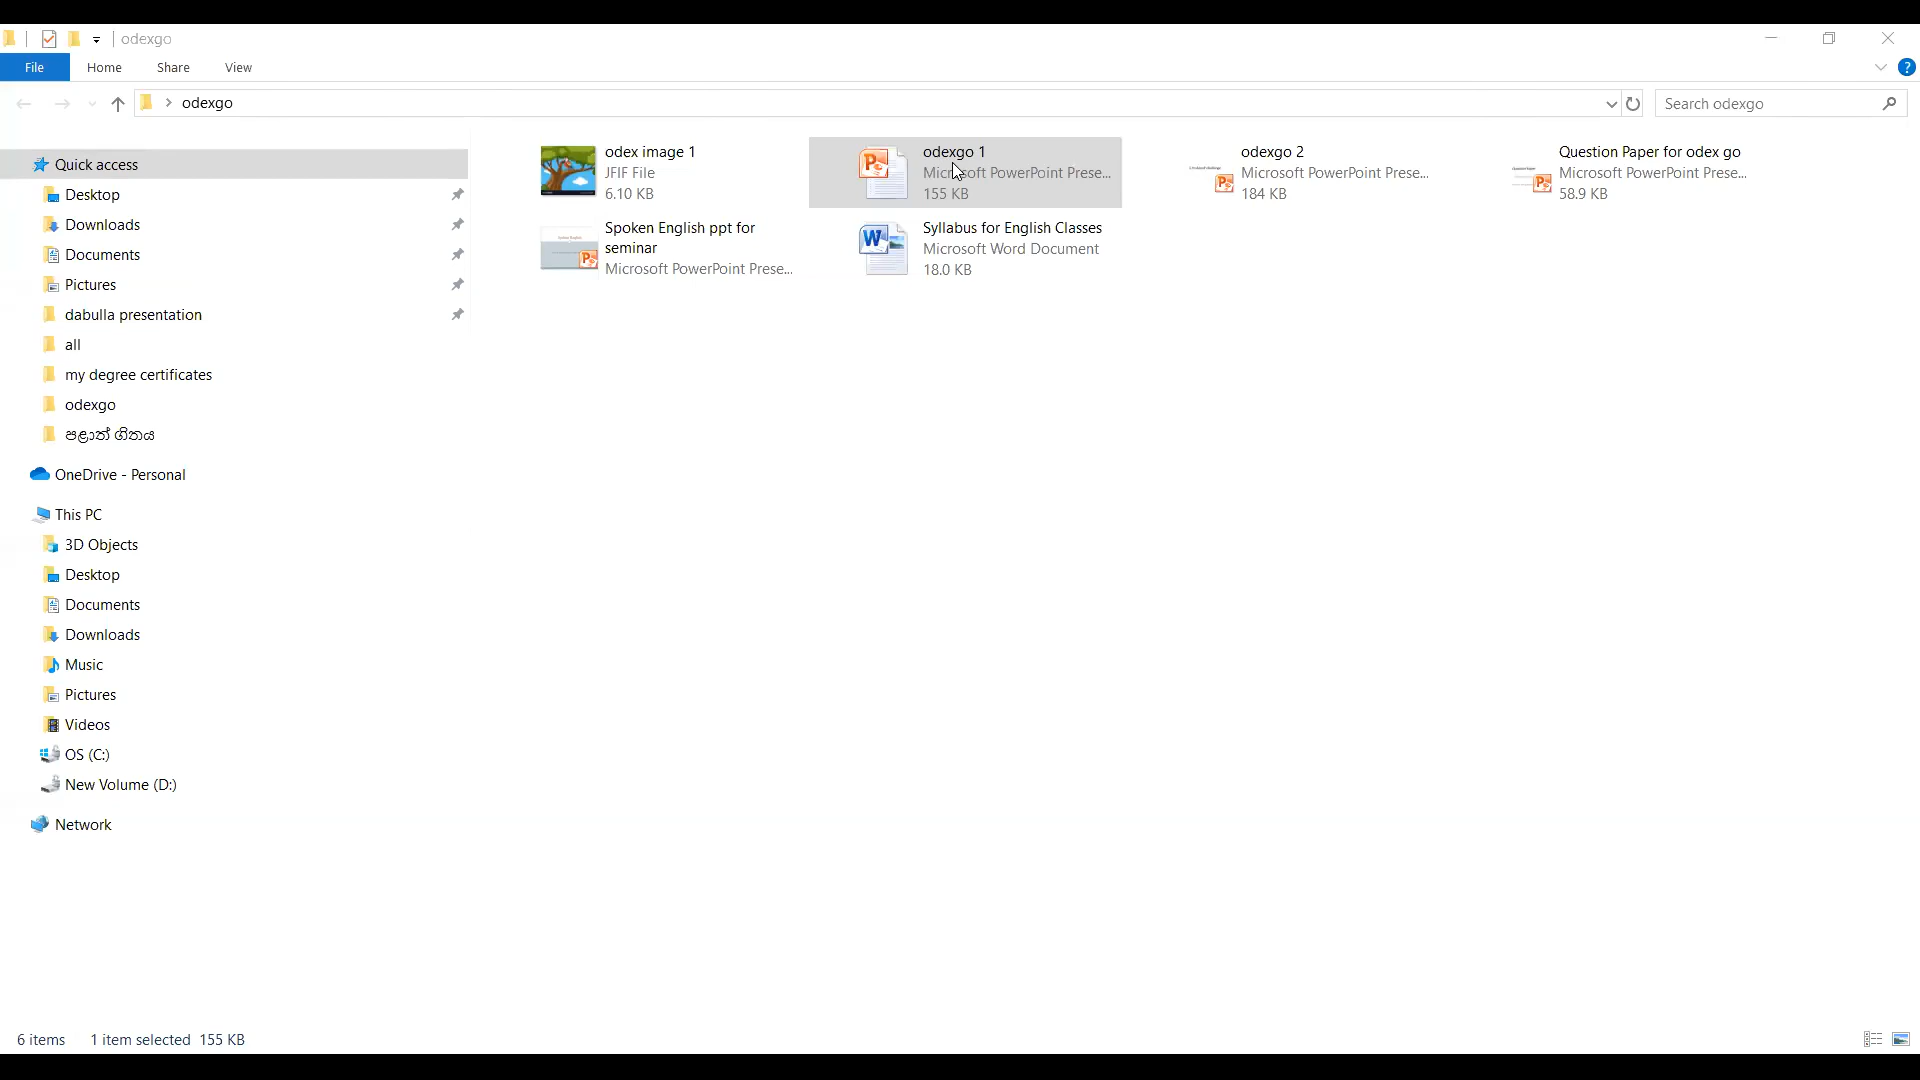 odexgo
File Home Share View
odexgo
Search odexgo
Quick access
Desktop
Downloads
Documents
Pictures
dabulla presentation
all
my degree certificates
odexgo
පළාත් ගීතය
OneDrive - Personal
This PC
3D Objects
Desktop
Documents
Downloads
Music
Pictures
Videos
OS (C:)
New Volume (D:)
Network
odex image 1
JFIF File
6.10 KB
odexgo 1
Microsoft PowerPoint Prese...
155 KB
odexgo 2
Microsoft PowerPoint Prese...
184 KB
Question Paper for odex go
Microsoft PowerPoint Prese...
58.9 KB
Spoken English ppt for
seminar
Microsoft PowerPoint Prese...
Syllabus for English Classes
Microsoft Word Document
18.0 KB
6 items 1 item selected 155 KB